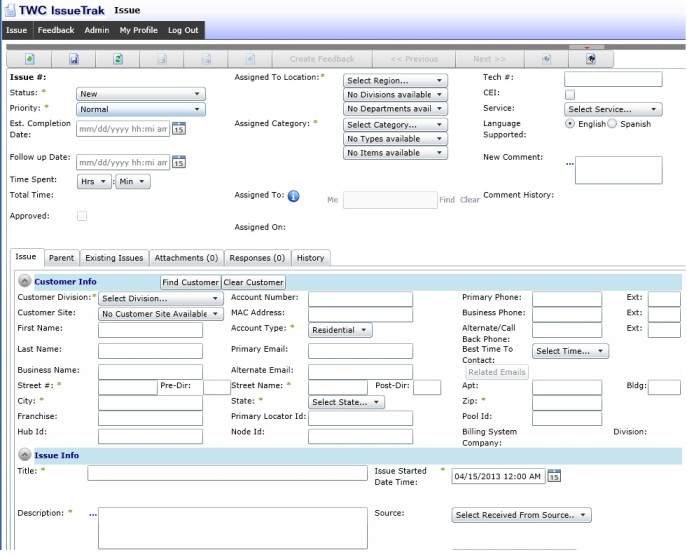 TWC IssueTrak Issue
Issue Feedback Admin My Profile Log Out
Create Feedback << Previous Next >>
Issue #: Assigned To Location: * Select Region... Tech #:
Status: * New No Divisions available CEI:
Priority: * Normal No Departments avail Service: Select Service...
Est. Completion Date: mm/dd/yyyy hh:mi am 15 Assigned Category: * Select Category... Language Supported: English Spanish
No Types available
Follow up Date: mm/dd/yyyy hh:mi am 15 No Items available New Comment: ...
Time Spent: Hrs : Min
Total Time: Assigned To: Me Find Clear Comment History:
Approved:
Assigned On:
Issue Parent Existing Issues Attachments (0) Responses (0) History
Customer Info Find Customer Clear Customer
Customer Division: * Select Division... Account Number: Primary Phone: Ext:
Customer Site: No Customer Site Available MAC Address: Business Phone: Ext:
First Name: Account Type: * Residential Alternate/Call Back Phone: Ext:
Last Name: Primary Email: Best Time To Contact: Select Time...
Business Name: Alternate Email: Related Emails
Street #: * Pre-Dir: Street Name: * Post-Dir: Apt: Bldg:
City: * State: * Select State... Zip: *
Franchise: Primary Locator Id: Pool Id:
Hub Id: Node Id: Billing System Company: Division:
Issue Info
Title: * Issue Started Date Time: * 04/15/2013 12:00 AM 15
Description: * ... Source: Select Received From Source..